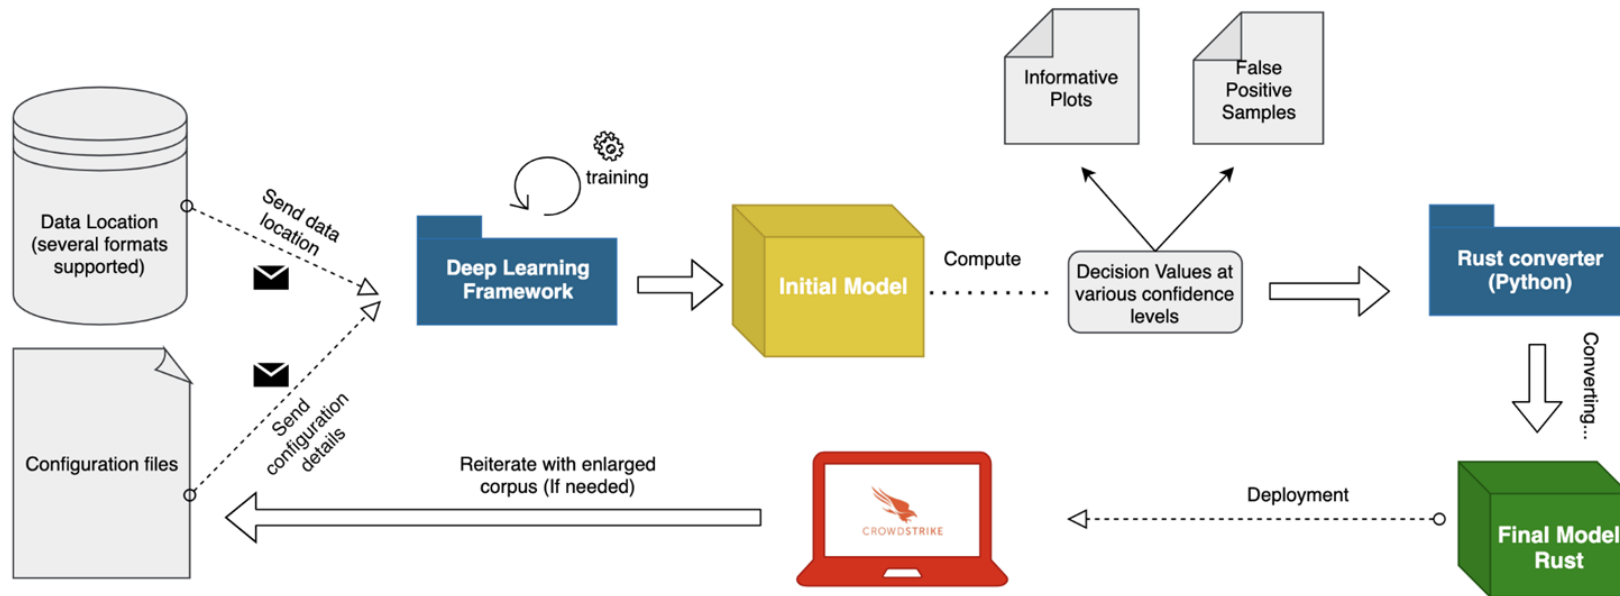 Informative
Plots
False
Positive
Samples
training
Data Location
(several formats
supported)
Send data
location
Deep Learning
Framework
Initial Model
Compute
Decision Values at
various confidence
levels
Rust converter
(Python)
Converting...
Configuration files
Send
configuration
details
Reiterate with enlarged
corpus (If needed)
CROWDSTRIKE
Deployment
Final Model
Rust